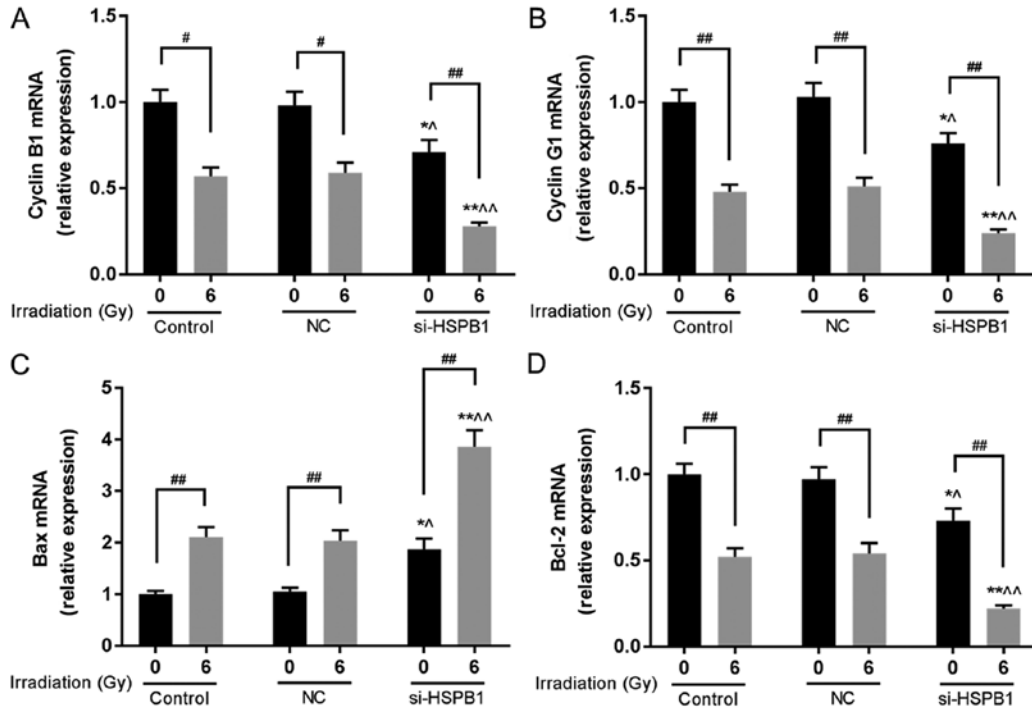 A
Cyclin B1 mRNA
(relative expression)
1.5
1.0
0.5
0.0
#
#
##
*^
**^^
0 6 0 6 0 6
Irradiation (Gy)
Control NC si-HSPB1
B
Cyclin G1 mRNA
(relative expression)
1.5
1.0
0.5
0.0
##
##
##
*^
**^^
0 6 0 6 0 6
Irradiation (Gy)
Control NC si-HSPB1
C
Bax mRNA
(relative expression)
5
4
3
2
1
0
##
##
##
*^
**^^
0 6 0 6 0 6
Irradiation (Gy)
Control NC si-HSPB1
D
Bcl-2 mRNA
(relative expression)
1.5
1.0
0.5
0.0
##
##
##
*^
**^^
0 6 0 6 0 6
Irradiation (Gy)
Control NC si-HSPB1